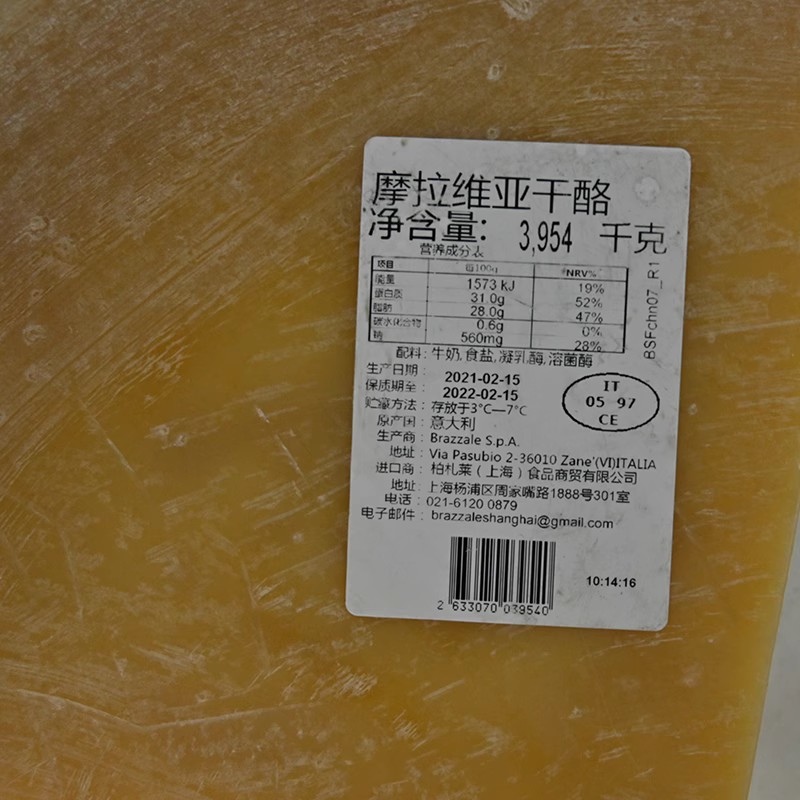 摩拉维亚干酪
净含量: 3,954 千克
营养成分表
项目 每100g NRV%
能量 1573 kJ 19%
蛋白质 31.0g 52%
脂肪 28.0g 47%
碳水化合物 0.6g 0%
钠 560mg 28%
BSFchn07_R1
配料: 牛奶,食盐,凝乳酶,溶菌酶
生产日期: 2021-02-15
保质期至: 2022-02-15
贮藏方法: 存放于3°C—7°C
原产国: 意大利
生产商: Brazzale S.p.A.
地址: Via Pasubio 2-36010 Zane'(VI)ITALIA
进口商: 柏札莱(上海)食品商贸有限公司
地址: 上海杨浦区周家嘴路1888号301室
电话: 021-6120 0879
电子邮件: brazzaleshanghai@gmail.com
IT
05 97
CE
10:14:16
2 633070 039540